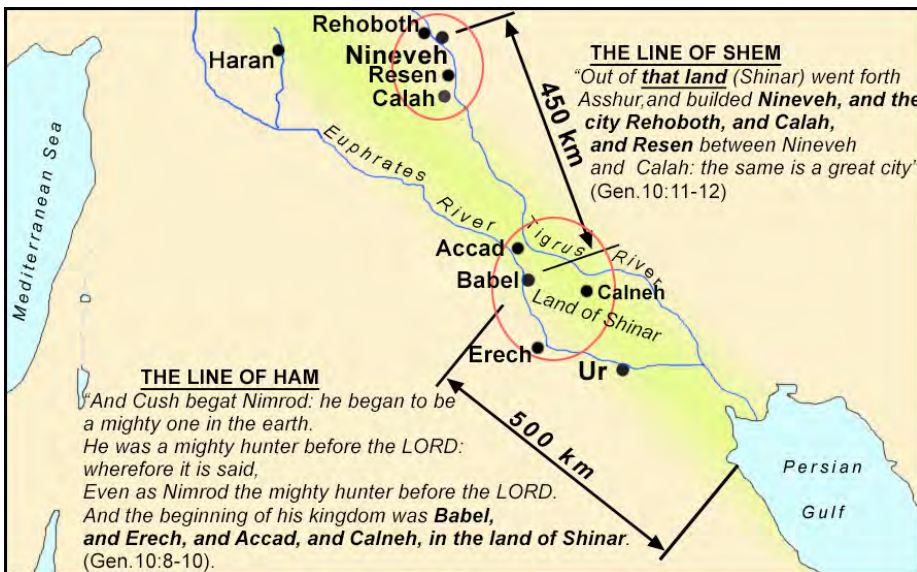 Rehoboth
Nineveh
Haran
Resen
Calah
450 km
THE LINE OF SHEM
"Out of that land (Shinar) went forth
Asshur,and builded Nineveh, and the
city Rehoboth, and Calah,
and Resen between Nineveh
and Calah: the same is a great city"
(Gen.10:11-12)
Mediterranean Sea
Euphrates River
Tigrus River
Accad
Babel
Calneh
Land of Shinar
Erech
Ur
D
THE LINE OF HAM
"And Cush begat Nimrod: he began to be
a mighty one in the earth.
He was a mighty hunter before the LORD:
wherefore it is said,
Even as Nimrod the mighty hunter before the LORD.
And the beginning of his kingdom was Babel,
and Erech, and Accad, and Calneh, in the land of Shinar.
(Gen.10:8-10).
500 km
Persian
Gulf